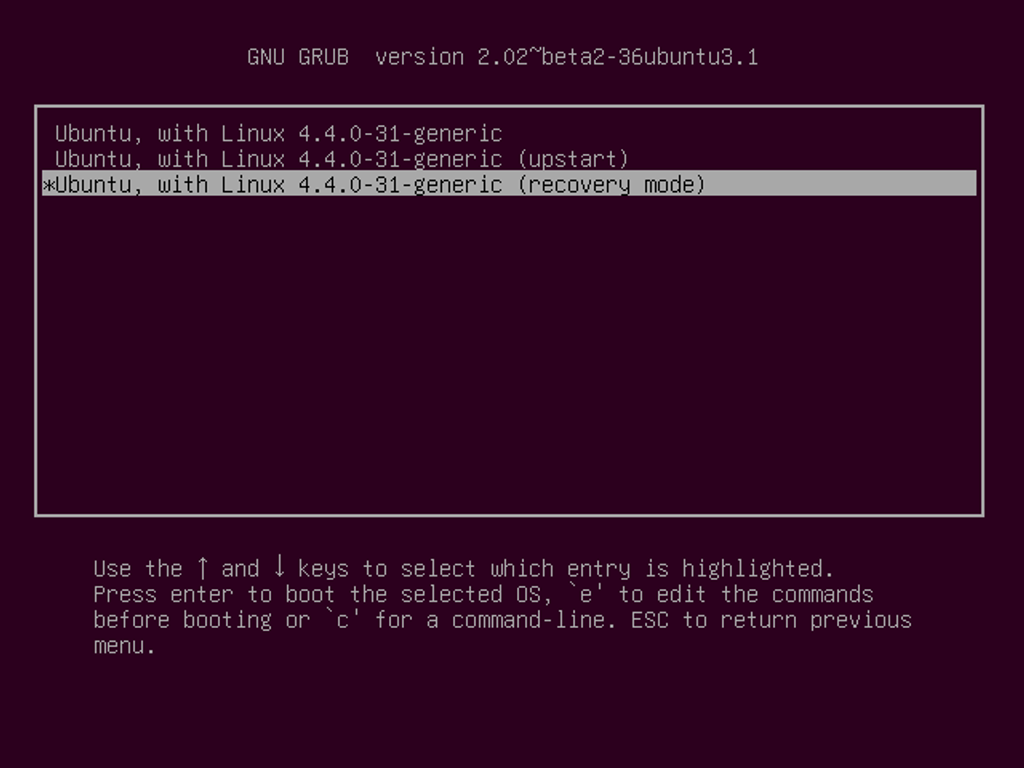 GNU GRUB  version 2.02~beta2-36ubuntu3.1
Ubuntu, with Linux 4.4.0-31-generic
Ubuntu, with Linux 4.4.0-31-generic (upstart)
*Ubuntu, with Linux 4.4.0-31-generic (recovery mode)
Use the ↑ and ↓ keys to select which entry is highlighted.
Press enter to boot the selected OS, `e' to edit the commands
before booting or `c' for a command-line. ESC to return previous
menu.